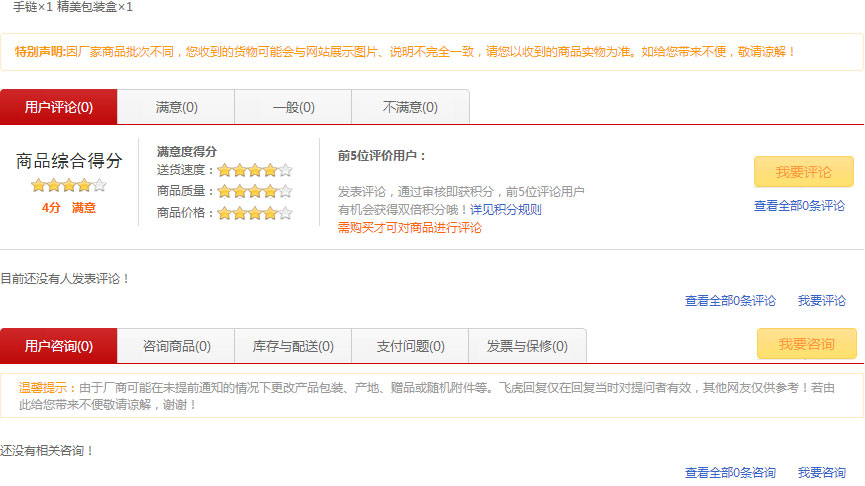 手链×1 精美包装盒×1
特别声明:因厂家商品批次不同，您收到的货物可能会与网站展示图片、说明不完全一致，请您以收到的商品实物为准。如给您带来不便，敬请谅解！
用户评论(0) 满意(0) 一般(0) 不满意(0)
商品综合得分
4分 满意
满意度得分
送货速度：
商品质量：
商品价格：
前5位评价用户：
发表评论，通过审核即获积分，前5位评论用户
有机会获得双倍积分哦！详见积分规则
需购买才可对商品进行评论
我要评论
查看全部0条评论
目前还没有人发表评论！
查看全部0条评论 我要评论
用户咨询(0) 咨询商品(0) 库存与配送(0) 支付问题(0) 发票与保修(0) 我要咨询
温馨提示：由于厂商可能在未提前通知的情况下更改产品包装、产地、赠品或随机附件等。飞虎回复仅在回复当时对提问者有效，其他网友仅供参考！若由
此给您带来不便敬请谅解，谢谢！
还没有相关咨询！
查看全部0条咨询 我要咨询